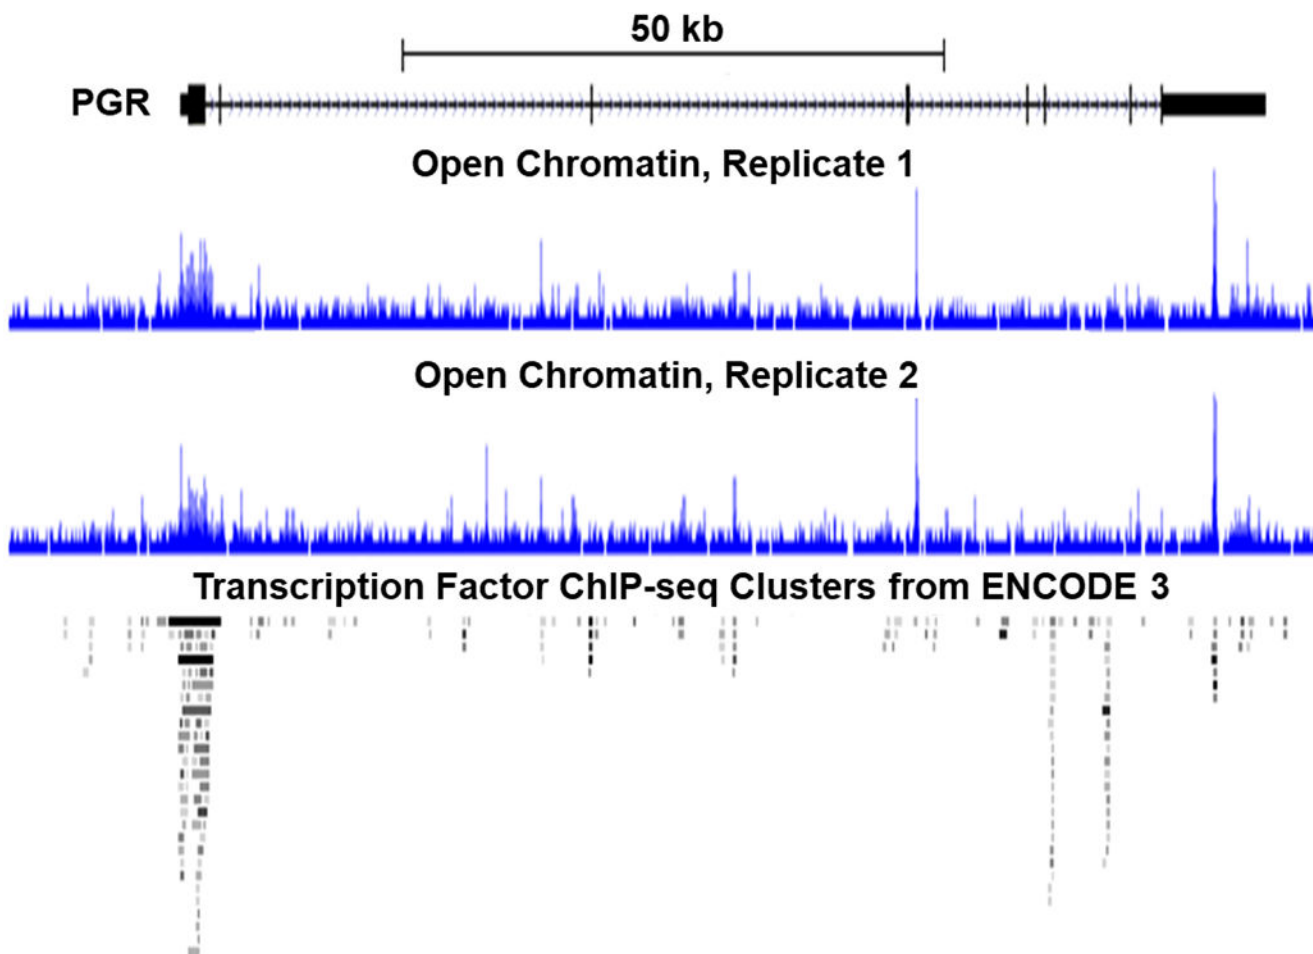 50 kb
PGR
Open Chromatin, Replicate 1
Open Chromatin, Replicate 2
Transcription Factor ChIP-seq Clusters from ENCODE 3